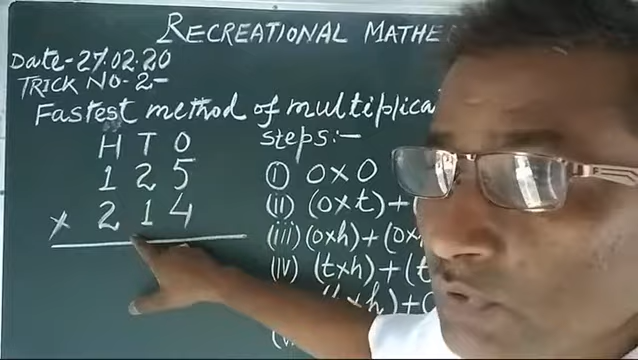 RECREATIONAL MATHE
Date-27.02.20
TRICK NO-2-
Fastest method of multiplica
H T O
1 2 5
× 2 1 4
steps:-
(i) O×O
(ii) (O×t)+(
(iii) (O×h)+(O×
(iv) (t×h)+(t
×h)+(